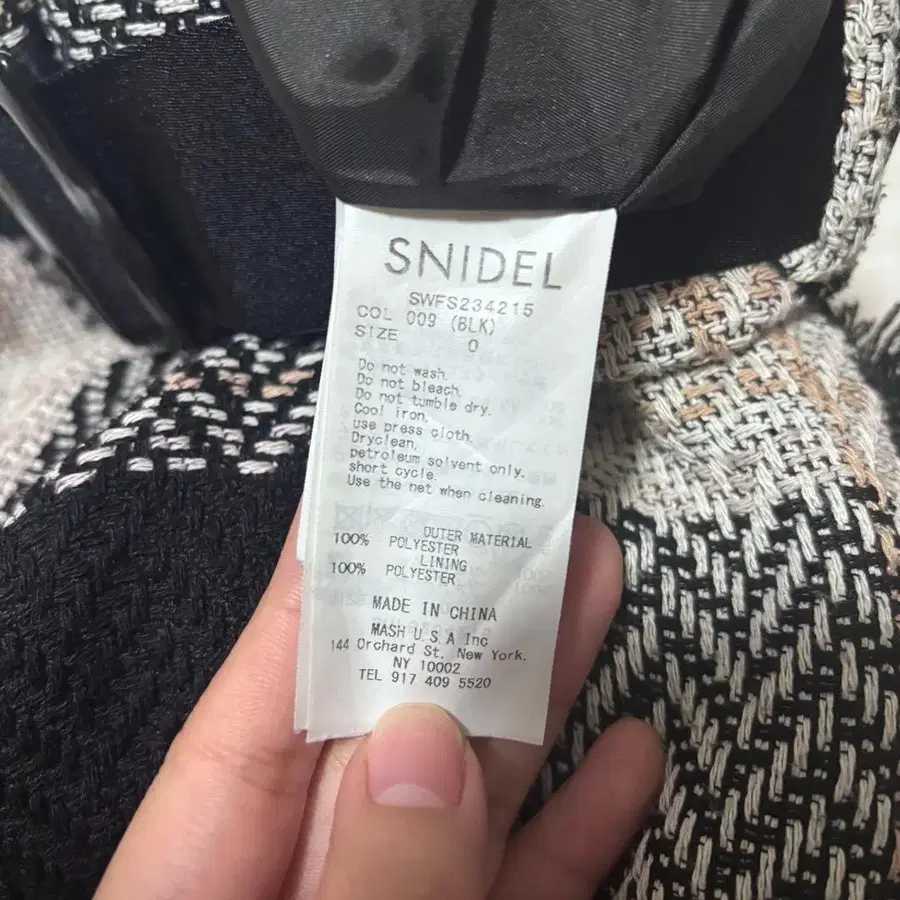 SNIDEL
SWFS234215
COL 009 (BLK)
SIZE 0
Do not wash.
Do not bleach.
Do not tumble dry.
Cool iron.
use press cloth.
Dryclean,
petroleum solvent only.
short cycle.
Use the net when cleaning.
OUTER MATERIAL
100% POLYESTER
LINING
100% POLYESTER
MADE IN CHINA
MASH U.S.A Inc
144 Orchard St. New York.
NY 10002
TEL 917 409 5520